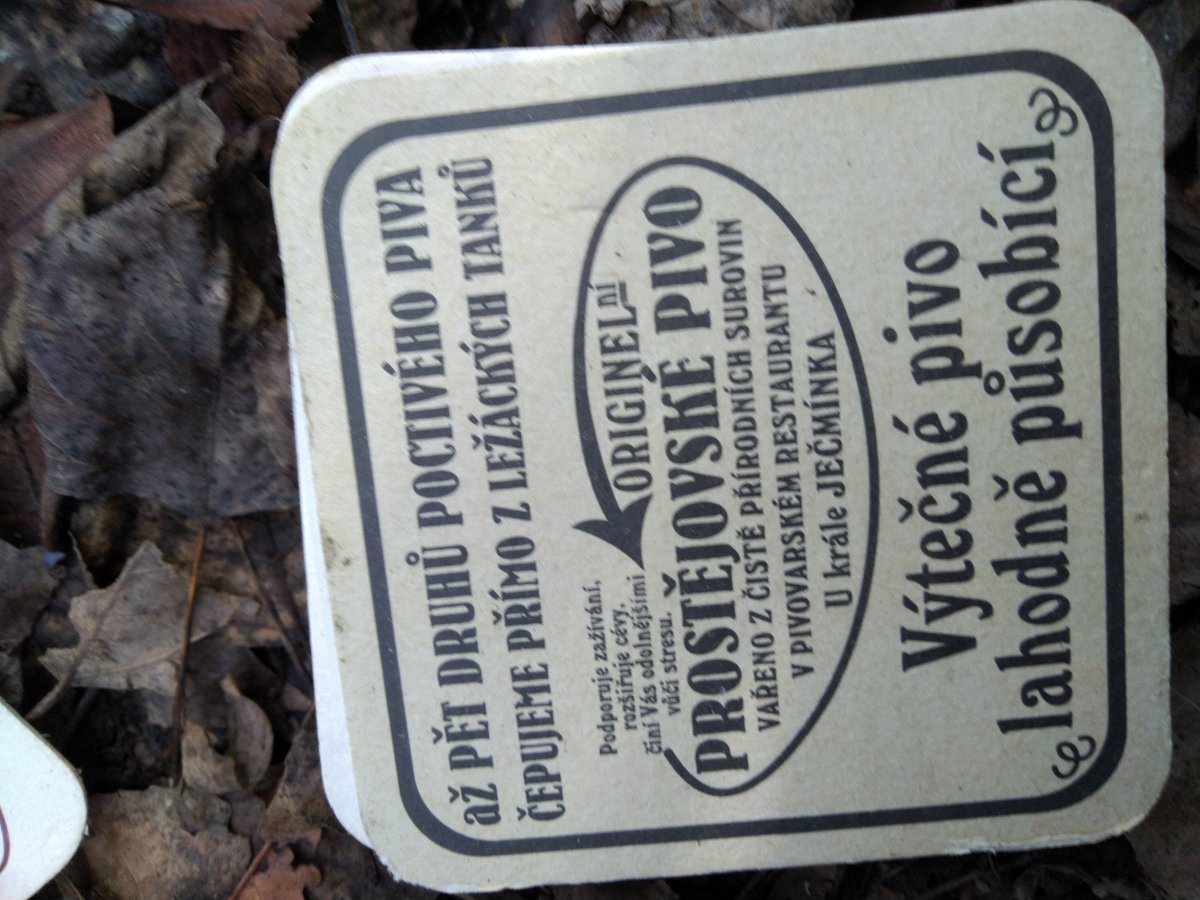 až PĚT DRUHŮ POCTIVÉHO PIVA
ČEPUJEME PŘÍMO Z LEŽÁCKÝCH TANKŮ
Podporuje zažívání,
rozšiřuje cévy,
činí Vás odolnějšími
vůči stresu.
ORIGINELní
PROSTĚJOVSKÉ PIVO
VAŘENO Z ČISTĚ PŘÍRODNÍCH SUROVIN
V PIVOVARSKÉM RESTAURANTU
U krále JEČMÍNKA
Výtečné pivo
lahodně působící